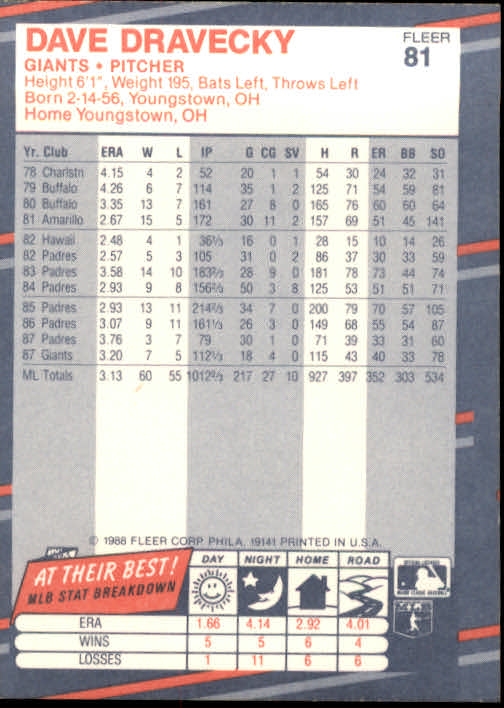 DAVE DRAVECKY
FLEER
81
GIANTS • PITCHER
Height 6'1", Weight 195, Bats Left, Throws Left
Born 2-14-56, Youngstown, OH
Home Youngstown, OH
Yr. Club ERA W L IP G CG SV H R ER BB SO
78 Charlstn 4.15 4 2 52 20 1 1 54 30 24 32 31
79 Buffalo 4.26 6 7 114 35 1 2 125 71 54 59 81
80 Buffalo 3.35 13 7 161 27 8 0 165 76 60 60 64
81 Amarillo 2.67 15 5 172 30 11 2 157 69 51 45 141
82 Hawaii 2.48 4 1 36⅓ 16 0 1 28 15 10 14 26
82 Padres 2.57 5 3 105 31 0 2 86 37 30 33 59
83 Padres 3.58 14 10 183⅔ 28 9 0 181 78 73 44 74
84 Padres 2.93 9 8 156⅔ 50 3 8 125 53 51 51 71
85 Padres 2.93 13 11 214⅔ 34 7 0 200 79 70 57 105
86 Padres 3.07 9 11 161⅓ 26 3 0 149 68 55 54 87
87 Padres 3.76 3 7 79 30 1 0 71 39 33 31 60
87 Giants 3.20 7 5 112⅓ 18 4 0 115 43 40 33 78
ML Totals 3.13 60 55 1012⅔ 217 27 10 927 397 352 303 534
© 1988 FLEER CORP. PHILA. 19141 PRINTED IN U.S.A.
AT THEIR BEST!
MLB STAT BREAKDOWN
DAY NIGHT HOME ROAD
ERA 1.66 4.14 2.92 4.01
WINS 5 5 6 4
LOSSES 1 11 6 6